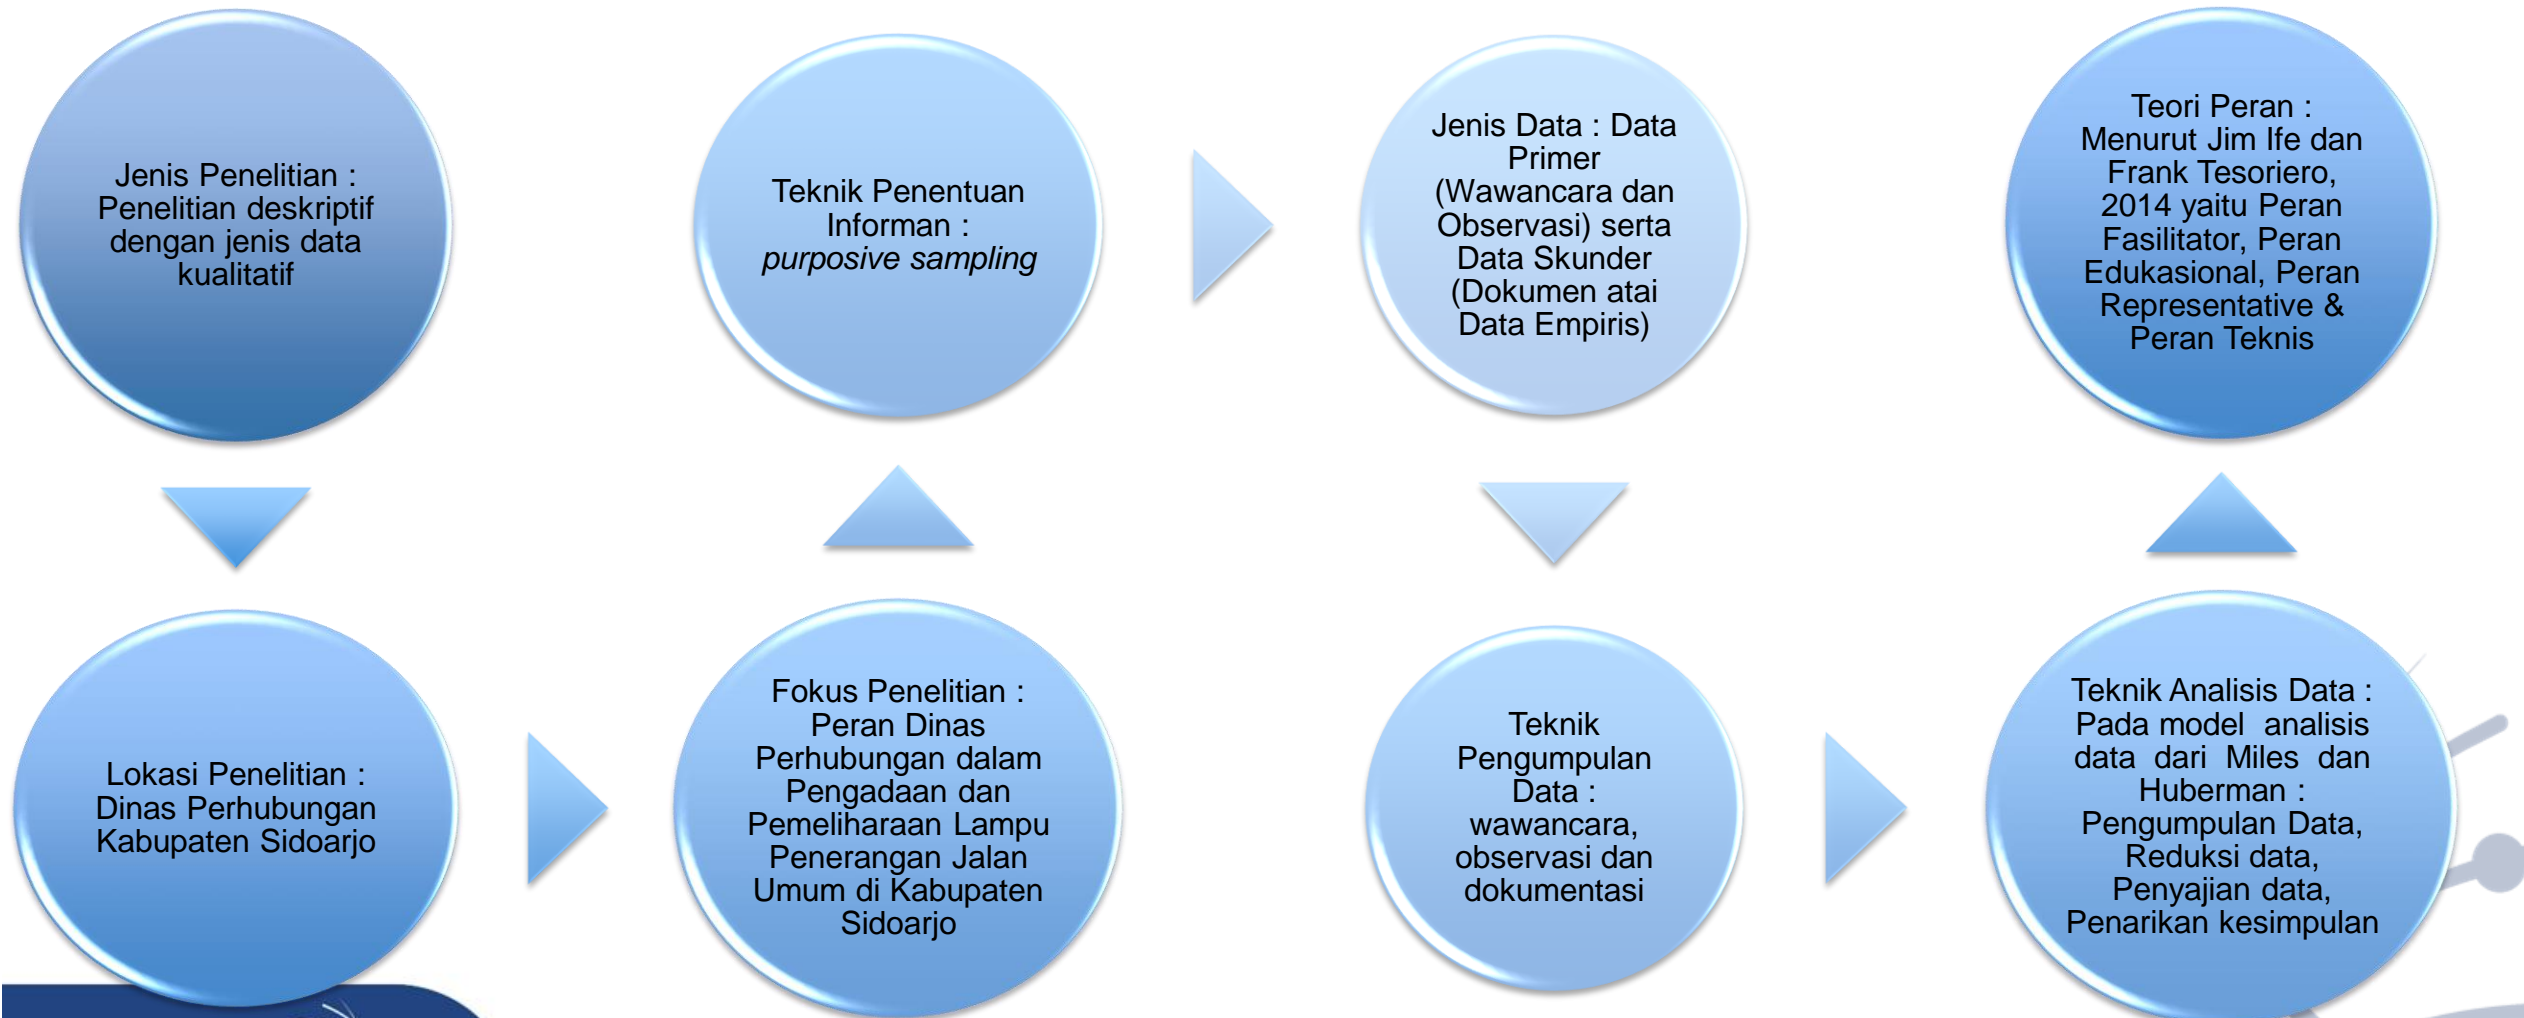 Jenis Penelitian :
Penelitian deskriptif
dengan jenis data
kualitatif
Lokasi Penelitian :
Dinas Perhubungan
Kabupaten Sidoarjo
Fokus Penelitian :
Peran Dinas
Perhubungan dalam
Pengadaan dan
Pemeliharaan Lampu
Penerangan Jalan
Umum di Kabupaten
Sidoarjo
Teknik Penentuan
Informan :
purposive sampling
Jenis Data : Data
Primer
(Wawancara dan
Observasi) serta
Data Skunder
(Dokumen atai
Data Empiris)
Teknik
Pengumpulan
Data :
wawancara,
observasi dan
dokumentasi
Teknik Analisis Data :
Pada model analisis
data dari Miles dan
Huberman :
Pengumpulan Data,
Reduksi data,
Penyajian data,
Penarikan kesimpulan
Teori Peran :
Menurut Jim Ife dan
Frank Tesoriero,
2014 yaitu Peran
Fasilitator, Peran
Edukasional, Peran
Representative &
Peran Teknis